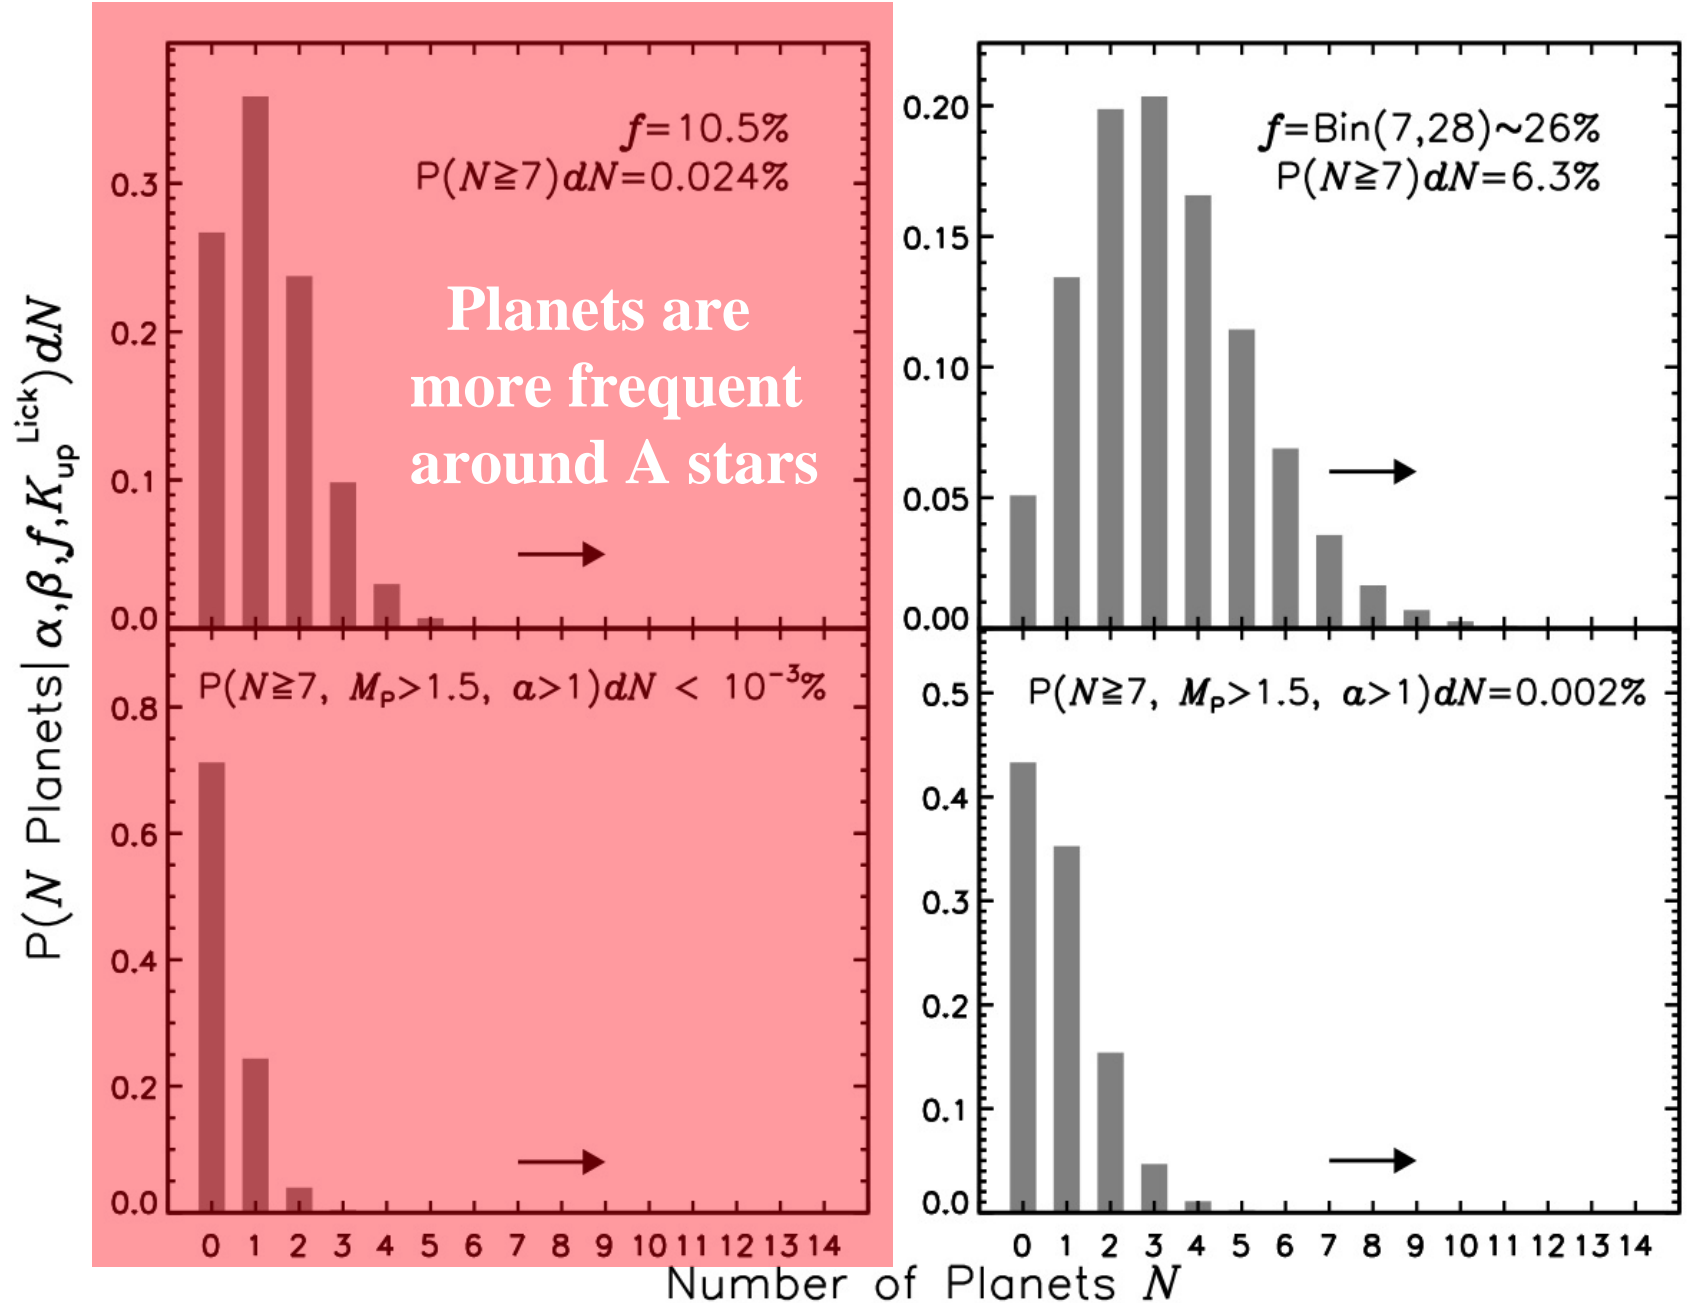 P(N Planets| α,β,f,K_up^Lick)dN
f=10.5%
P(N≧7)dN=0.024%
Planets are
more frequent
around A stars
0.3
0.2
0.1
0.0
f=Bin(7,28)~26%
P(N≧7)dN=6.3%
0.20
0.15
0.10
0.05
0.00
P(N≧7, M_P>1.5, a>1)dN < 10^-3%
0.8
0.6
0.4
0.2
0.0
0 1 2 3 4 5 6 7 8 9 10 11 12 13 14
P(N≧7, M_P>1.5, a>1)dN=0.002%
0.5
0.4
0.3
0.2
0.1
0.0
0 1 2 3 4 5 6 7 8 9 10 11 12 13 14
Number of Planets N